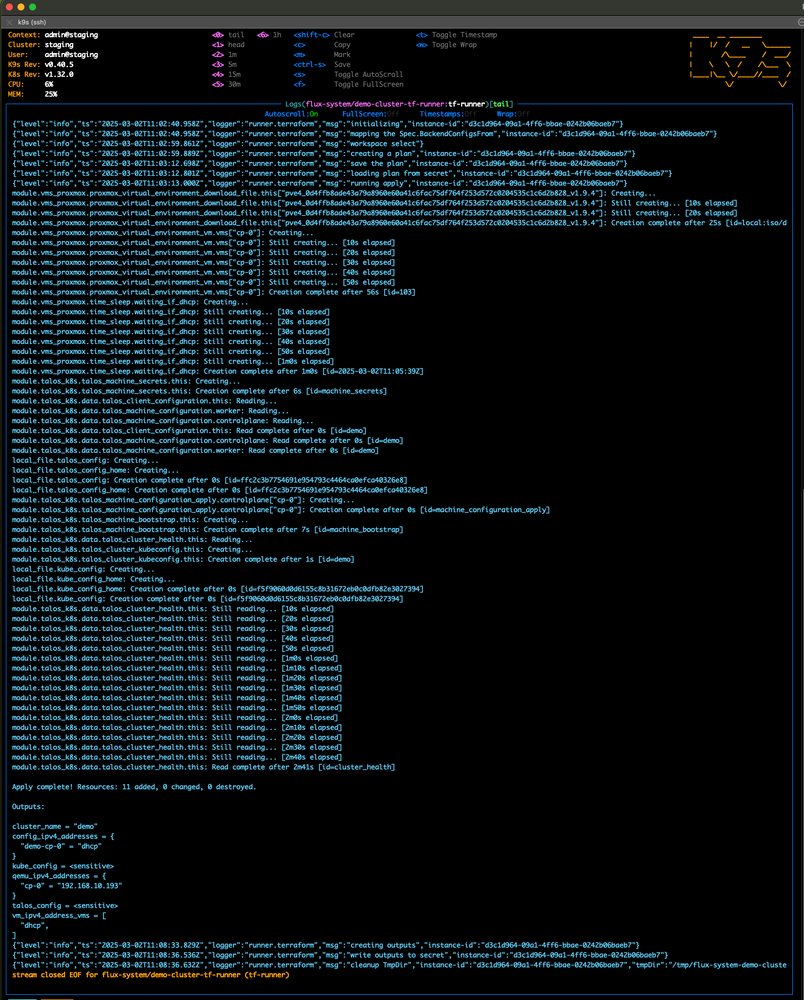 k9s (ssh)
Context: admin@staging <0> tail <6> 1h <shift-c> Clear <t> Toggle Timestamp
Cluster: staging <1> head <c> Copy <w> Toggle Wrap
User: admin@staging <2> 1m <m> Mark
K9s Rev: v0.40.5 <3> 5m <ctrl-s> Save
K8s Rev: v1.32.0 <4> 15m <s> Toggle AutoScroll
CPU: 6% <5> 30m <f> Toggle FullScreen
MEM: 25%
Logs(flux-system/demo-cluster-tf-runner:tf-runner)[tail]
Autoscroll:On FullScreen:Off Timestamps:Off Wrap:Off
{"level":"info","ts":"2025-03-02T11:02:40.958Z","logger":"runner.terraform","msg":"initializing","instance-id":"d3c1d964-09a1-4ff6-bbae-0242b06baeb7"}
{"level":"info","ts":"2025-03-02T11:02:40.958Z","logger":"runner.terraform","msg":"mapping the Spec.BackendConfigsFrom","instance-id":"d3c1d964-09a1-4ff6-bbae-0242b06baeb7"}
{"level":"info","ts":"2025-03-02T11:02:59.861Z","logger":"runner.terraform","msg":"workspace select"}
{"level":"info","ts":"2025-03-02T11:02:59.889Z","logger":"runner.terraform","msg":"creating a plan","instance-id":"d3c1d964-09a1-4ff6-bbae-0242b06baeb7"}
{"level":"info","ts":"2025-03-02T11:03:12.698Z","logger":"runner.terraform","msg":"save the plan","instance-id":"d3c1d964-09a1-4ff6-bbae-0242b06baeb7"}
{"level":"info","ts":"2025-03-02T11:03:12.801Z","logger":"runner.terraform","msg":"loading plan from secret","instance-id":"d3c1d964-09a1-4ff6-bbae-0242b06baeb7"}
{"level":"info","ts":"2025-03-02T11:03:13.000Z","logger":"runner.terraform","msg":"running apply","instance-id":"d3c1d964-09a1-4ff6-bbae-0242b06baeb7"}
module.vms_proxmox.proxmox_virtual_environment_download_file.this["pve4_0d4ffb8ade43a79a8960e60a41c6fac75df764f253d572c0204535c1c6d2b828_v1.9.4"]: Creating...
module.vms_proxmox.proxmox_virtual_environment_download_file.this["pve4_0d4ffb8ade43a79a8960e60a41c6fac75df764f253d572c0204535c1c6d2b828_v1.9.4"]: Still creating... [10s elapsed]
module.vms_proxmox.proxmox_virtual_environment_download_file.this["pve4_0d4ffb8ade43a79a8960e60a41c6fac75df764f253d572c0204535c1c6d2b828_v1.9.4"]: Still creating... [20s elapsed]
module.vms_proxmox.proxmox_virtual_environment_download_file.this["pve4_0d4ffb8ade43a79a8960e60a41c6fac75df764f253d572c0204535c1c6d2b828_v1.9.4"]: Creation complete after 25s [id=local:iso/d
module.vms_proxmox.proxmox_virtual_environment_vm.vms["cp-0"]: Creating...
module.vms_proxmox.proxmox_virtual_environment_vm.vms["cp-0"]: Still creating... [10s elapsed]
module.vms_proxmox.proxmox_virtual_environment_vm.vms["cp-0"]: Still creating... [20s elapsed]
module.vms_proxmox.proxmox_virtual_environment_vm.vms["cp-0"]: Still creating... [30s elapsed]
module.vms_proxmox.proxmox_virtual_environment_vm.vms["cp-0"]: Still creating... [40s elapsed]
module.vms_proxmox.proxmox_virtual_environment_vm.vms["cp-0"]: Still creating... [50s elapsed]
module.vms_proxmox.proxmox_virtual_environment_vm.vms["cp-0"]: Creation complete after 56s [id=103]
module.vms_proxmox.time_sleep.waiting_if_dhcp: Creating...
module.vms_proxmox.time_sleep.waiting_if_dhcp: Still creating... [10s elapsed]
module.vms_proxmox.time_sleep.waiting_if_dhcp: Still creating... [20s elapsed]
module.vms_proxmox.time_sleep.waiting_if_dhcp: Still creating... [30s elapsed]
module.vms_proxmox.time_sleep.waiting_if_dhcp: Still creating... [40s elapsed]
module.vms_proxmox.time_sleep.waiting_if_dhcp: Still creating... [50s elapsed]
module.vms_proxmox.time_sleep.waiting_if_dhcp: Still creating... [1m0s elapsed]
module.vms_proxmox.time_sleep.waiting_if_dhcp: Creation complete after 1m0s [id=2025-03-02T11:05:39Z]
module.talos_k8s.talos_machine_secrets.this: Creating...
module.talos_k8s.talos_machine_secrets.this: Creation complete after 6s [id=machine_secrets]
module.talos_k8s.data.talos_client_configuration.this: Reading...
module.talos_k8s.data.talos_machine_configuration.worker: Reading...
module.talos_k8s.data.talos_machine_configuration.controlplane: Reading...
module.talos_k8s.data.talos_client_configuration.this: Read complete after 0s [id=demo]
module.talos_k8s.data.talos_machine_configuration.controlplane: Read complete after 0s [id=demo]
module.talos_k8s.data.talos_machine_configuration.worker: Read complete after 0s [id=demo]
local_file.talos_config: Creating...
local_file.talos_config_home: Creating...
local_file.talos_config: Creation complete after 0s [id=ffc2c3b7754691e954793c4464ca0efca40326e8]
local_file.talos_config_home: Creation complete after 0s [id=ffc2c3b7754691e954793c4464ca0efca40326e8]
module.talos_k8s.talos_machine_configuration_apply.controlplane["cp-0"]: Creating...
module.talos_k8s.talos_machine_configuration_apply.controlplane["cp-0"]: Creation complete after 0s [id=machine_configuration_apply]
module.talos_k8s.talos_machine_bootstrap.this: Creating...
module.talos_k8s.talos_machine_bootstrap.this: Creation complete after 7s [id=machine_bootstrap]
module.talos_k8s.data.talos_cluster_health.this: Reading...
module.talos_k8s.talos_cluster_kubeconfig.this: Creating...
module.talos_k8s.talos_cluster_kubeconfig.this: Creation complete after 1s [id=demo]
local_file.kube_config: Creating...
local_file.kube_config_home: Creating...
local_file.kube_config_home: Creation complete after 0s [id=f5f9060d0d6155c8b31672eb0c0dfb82e3027394]
local_file.kube_config: Creation complete after 0s [id=f5f9060d0d6155c8b31672eb0c0dfb82e3027394]
module.talos_k8s.data.talos_cluster_health.this: Still reading... [10s elapsed]
module.talos_k8s.data.talos_cluster_health.this: Still reading... [20s elapsed]
module.talos_k8s.data.talos_cluster_health.this: Still reading... [30s elapsed]
module.talos_k8s.data.talos_cluster_health.this: Still reading... [40s elapsed]
module.talos_k8s.data.talos_cluster_health.this: Still reading... [50s elapsed]
module.talos_k8s.data.talos_cluster_health.this: Still reading... [1m0s elapsed]
module.talos_k8s.data.talos_cluster_health.this: Still reading... [1m10s elapsed]
module.talos_k8s.data.talos_cluster_health.this: Still reading... [1m20s elapsed]
module.talos_k8s.data.talos_cluster_health.this: Still reading... [1m30s elapsed]
module.talos_k8s.data.talos_cluster_health.this: Still reading... [1m40s elapsed]
module.talos_k8s.data.talos_cluster_health.this: Still reading... [1m50s elapsed]
module.talos_k8s.data.talos_cluster_health.this: Still reading... [2m0s elapsed]
module.talos_k8s.data.talos_cluster_health.this: Still reading... [2m10s elapsed]
module.talos_k8s.data.talos_cluster_health.this: Still reading... [2m20s elapsed]
module.talos_k8s.data.talos_cluster_health.this: Still reading... [2m30s elapsed]
module.talos_k8s.data.talos_cluster_health.this: Still reading... [2m40s elapsed]
module.talos_k8s.data.talos_cluster_health.this: Read complete after 2m41s [id=cluster_health]
Apply complete! Resources: 11 added, 0 changed, 0 destroyed.
Outputs:
cluster_name = "demo"
config_ipv4_addresses = {
"demo-cp-0" = "dhcp"
}
kube_config = <sensitive>
qemu_ipv4_addresses = {
"cp-0" = "192.168.10.193"
}
talos_config = <sensitive>
vm_ipv4_address_vms = [
"dhcp",
]
{"level":"info","ts":"2025-03-02T11:08:33.829Z","logger":"runner.terraform","msg":"creating outputs","instance-id":"d3c1d964-09a1-4ff6-bbae-0242b06baeb7"}
{"level":"info","ts":"2025-03-02T11:08:36.536Z","logger":"runner.terraform","msg":"write outputs to secret","instance-id":"d3c1d964-09a1-4ff6-bbae-0242b06baeb7"}
{"level":"info","ts":"2025-03-02T11:08:36.632Z","logger":"runner.terraform","msg":"cleanup TmpDir","instance-id":"d3c1d964-09a1-4ff6-bbae-0242b06baeb7","tmpDir":"/tmp/flux-system-demo-cluste
stream closed EOF for flux-system/demo-cluster-tf-runner (tf-runner)